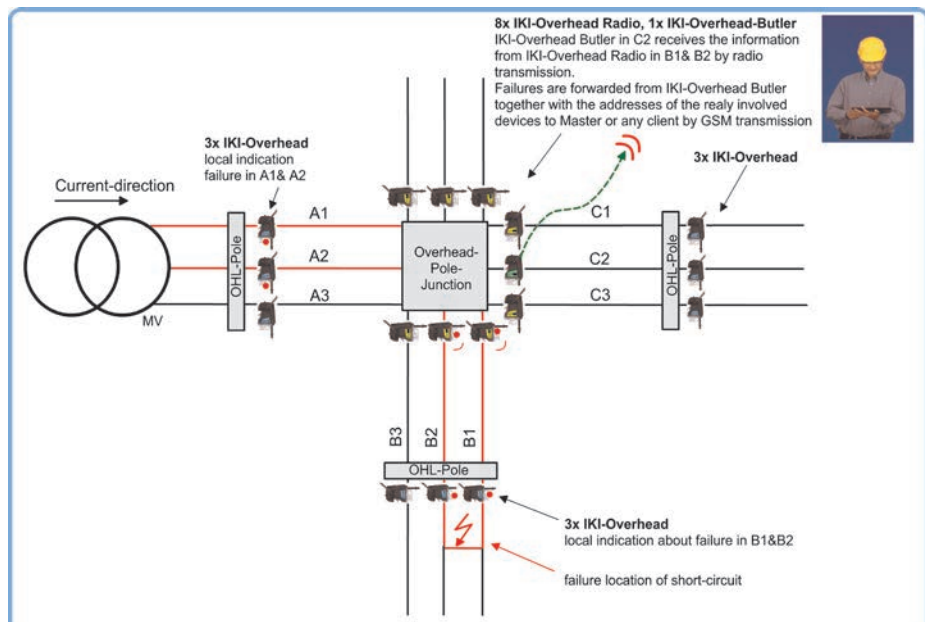 8x IKI-Overhead Radio, 1x IKI-Overhead-Butler
IKI-Overhead Butler in C2 receives the information
from IKI-Overhead Radio in B1& B2 by radio
transmission.
Failures are forwarded from IKI-Overhead Butler
together with the addresses of the realy involved
devices to Master or any client by GSM transmission
3x IKI-Overhead
local indication
failure in A1& A2
3x IKI-Overhead
Current-direction
A1
C1
OHL-Pole
A2
Overhead-
Pole-
Junction
C2
OHL-Pole
A3
C3
MV
B3
B2
B1
OHL-Pole
3x IKI-Overhead
local indication about failure in B1&B2
failure location of short-circuit